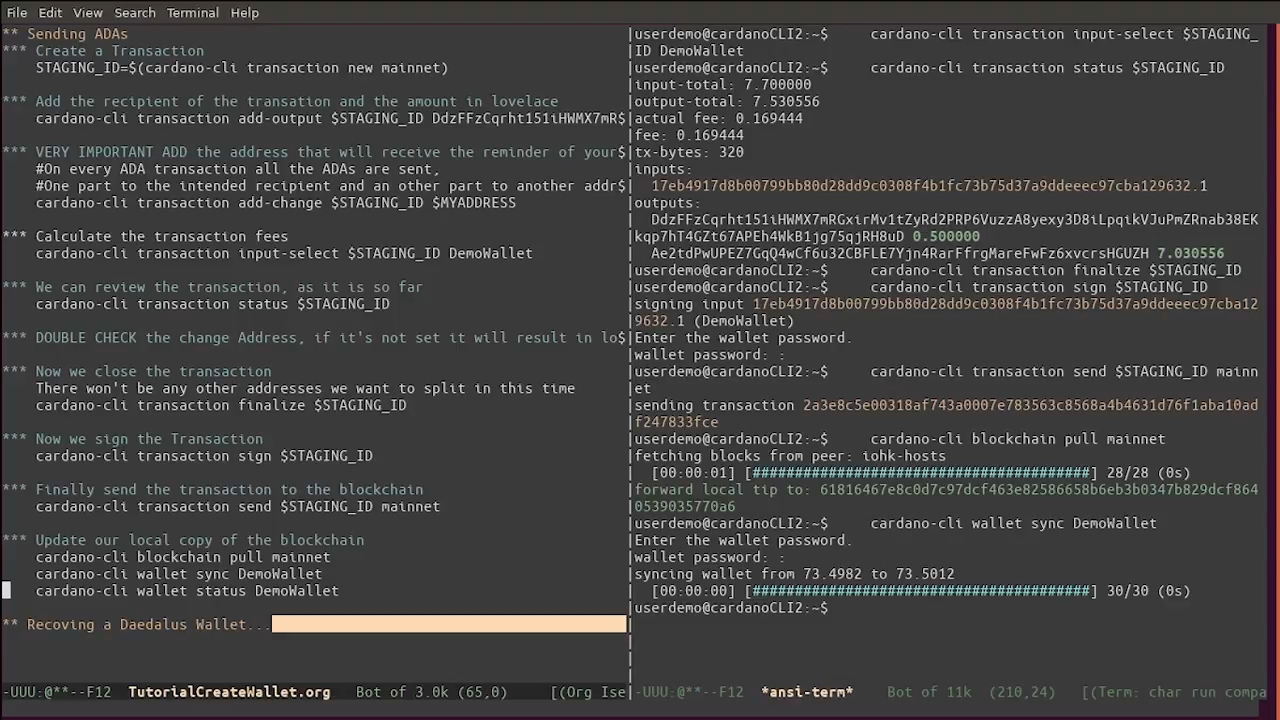 File Edit View Search Terminal Help
** Sending ADAs
*** Create a Transaction
STAGING_ID=$(cardano-cli transaction new mainnet)
*** Add the recipient of the transation and the amount in lovelace
cardano-cli transaction add-output $STAGING_ID DdzFFzCqrht151iHWMX7mR$
*** VERY IMPORTANT ADD the address that will receive the reminder of your$
#On every ADA transaction all the ADAs are sent,
#One part to the intended recipient and an other part to another addr$
cardano-cli transaction add-change $STAGING_ID $MYADDRESS
*** Calculate the transaction fees
cardano-cli transaction input-select $STAGING_ID DemoWallet
*** We can review the transaction, as it is so far
cardano-cli transaction status $STAGING_ID
*** DOUBLE CHECK the change Address, if it's not set it will result in lo$
*** Now we close the transaction
There won't be any other addresses we want to split in this time
cardano-cli transaction finalize $STAGING_ID
*** Now we sign the Transaction
cardano-cli transaction sign $STAGING_ID
*** Finally send the transaction to the blockchain
cardano-cli transaction send $STAGING_ID mainnet
*** Update our local copy of the blockchain
cardano-cli blockchain pull mainnet
cardano-cli wallet sync DemoWallet
cardano-cli wallet status DemoWallet
** Recoving a Daedalus Wallet...
-UUU:@**--F12 TutorialCreateWallet.org Bot of 3.0k (65,0) [(Org Ise
|userdemo@cardanoCLI2:~$ cardano-cli transaction input-select $STAGING_
|ID DemoWallet
|userdemo@cardanoCLI2:~$ cardano-cli transaction status $STAGING_ID
|input-total: 7.700000
|output-total: 7.530556
|actual fee: 0.169444
|fee: 0.169444
|tx-bytes: 320
|inputs:
| 17eb4917d8b00799bb80d28dd9c0308f4b1fc73b75d37a9ddeeec97cba129632.1
|outputs:
| DdzFFzCqrht151iHWMX7mRGxirMv1tZyRd2PRP6VuzzA8yexy3D8iLpqikVJuPmZRnab38EK
|kqp7hT4GZt67APEh4WkB1jg75qjRH8uD 0.500000
| Ae2tdPwUPEZ7GqQ4wCf6u32CBFLE7Yjn4RarFfrgMareFwFz6xvcrsHGUZH 7.030556
|userdemo@cardanoCLI2:~$ cardano-cli transaction finalize $STAGING_ID
|userdemo@cardanoCLI2:~$ cardano-cli transaction sign $STAGING_ID
|signing input 17eb4917d8b00799bb80d28dd9c0308f4b1fc73b75d37a9ddeeec97cba12
|9632.1 (DemoWallet)
|Enter the wallet password.
|wallet password: :
|userdemo@cardanoCLI2:~$ cardano-cli transaction send $STAGING_ID mainn
|et
|sending transaction 2a3e8c5e00318af743a0007e783563c8568a4b4631d76f1aba10ad
|f247833fce
|userdemo@cardanoCLI2:~$ cardano-cli blockchain pull mainnet
|fetching blocks from peer: iohk-hosts
| [00:00:01] [########################################] 28/28 (0s)
|forward local tip to: 61816467e8c0d7c97dcf463e82586658b6eb3b0347b829dcf864
|0539035770a6
|userdemo@cardanoCLI2:~$ cardano-cli wallet sync DemoWallet
|Enter the wallet password.
|wallet password: :
|syncing wallet from 73.4982 to 73.5012
| [00:00:00] [########################################] 30/30 (0s)
|userdemo@cardanoCLI2:~$
|-UUU:@**--F12 *ansi-term* Bot of 11k (210,24) [(Term: char run compa